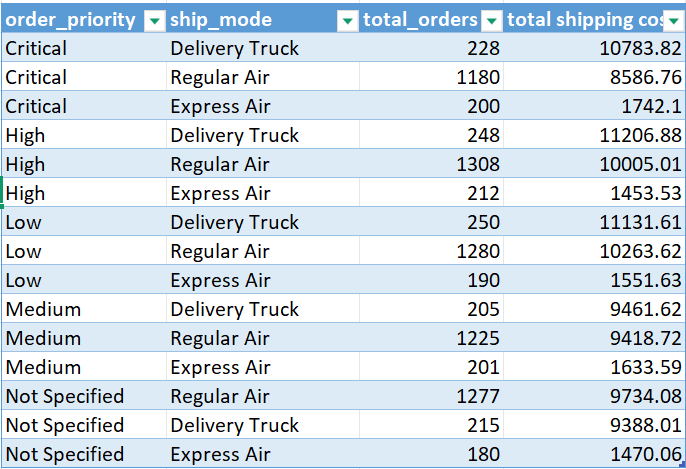 order_priority ship_mode total_orders total shipping cos
Critical Delivery Truck 228 10783.82
Critical Regular Air 1180 8586.76
Critical Express Air 200 1742.1
High Delivery Truck 248 11206.88
High Regular Air 1308 10005.01
High Express Air 212 1453.53
Low Delivery Truck 250 11131.61
Low Regular Air 1280 10263.62
Low Express Air 190 1551.63
Medium Delivery Truck 205 9461.62
Medium Regular Air 1225 9418.72
Medium Express Air 201 1633.59
Not Specified Regular Air 1277 9734.08
Not Specified Delivery Truck 215 9388.01
Not Specified Express Air 180 1470.06